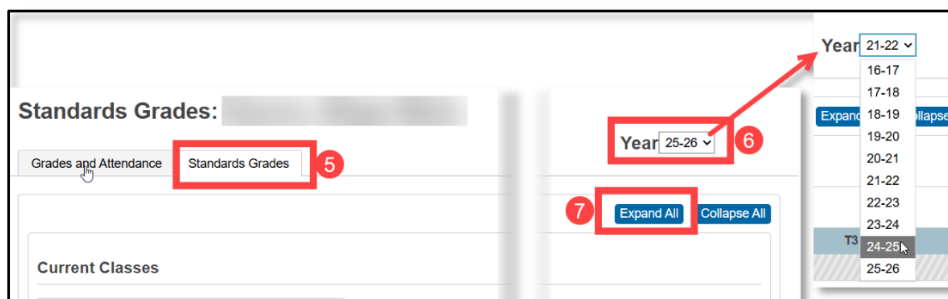 Standards Grades:
Grades and Attendance
Standards Grades
5
Year 25-26
6
7
Expand All
Collapse All
Current Classes
Year 21-22
16-17
17-18
18-19
19-20
20-21
21-22
22-23
23-24
24-25
25-26
T3